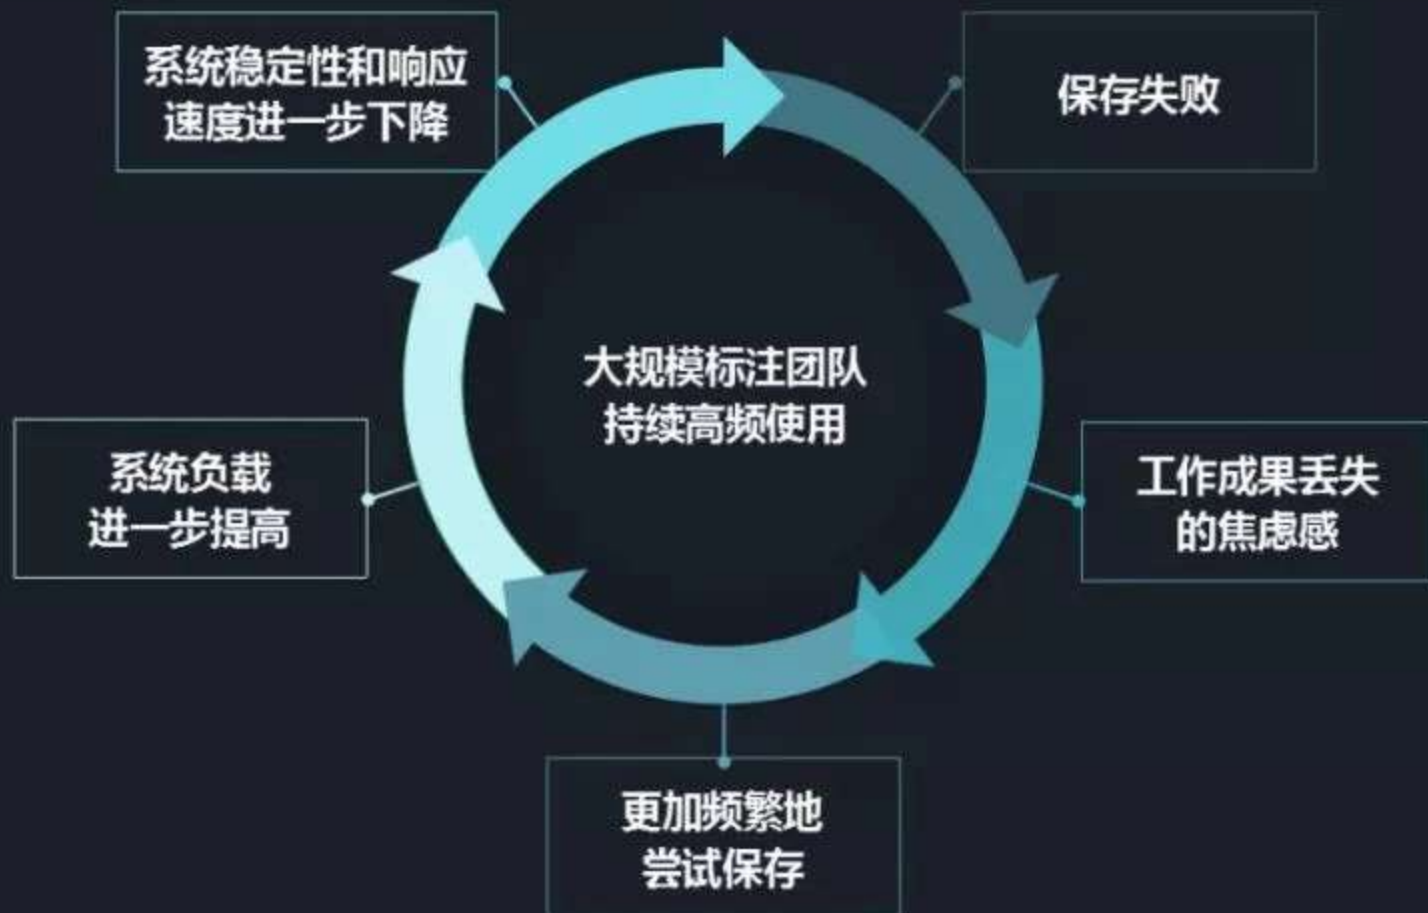 系统稳定性和响应
速度进一步下降
保存失败
大规模标注团队
持续高频使用
系统负载
进一步提高
工作成果丢失
的焦虑感
更加频繁地
尝试保存